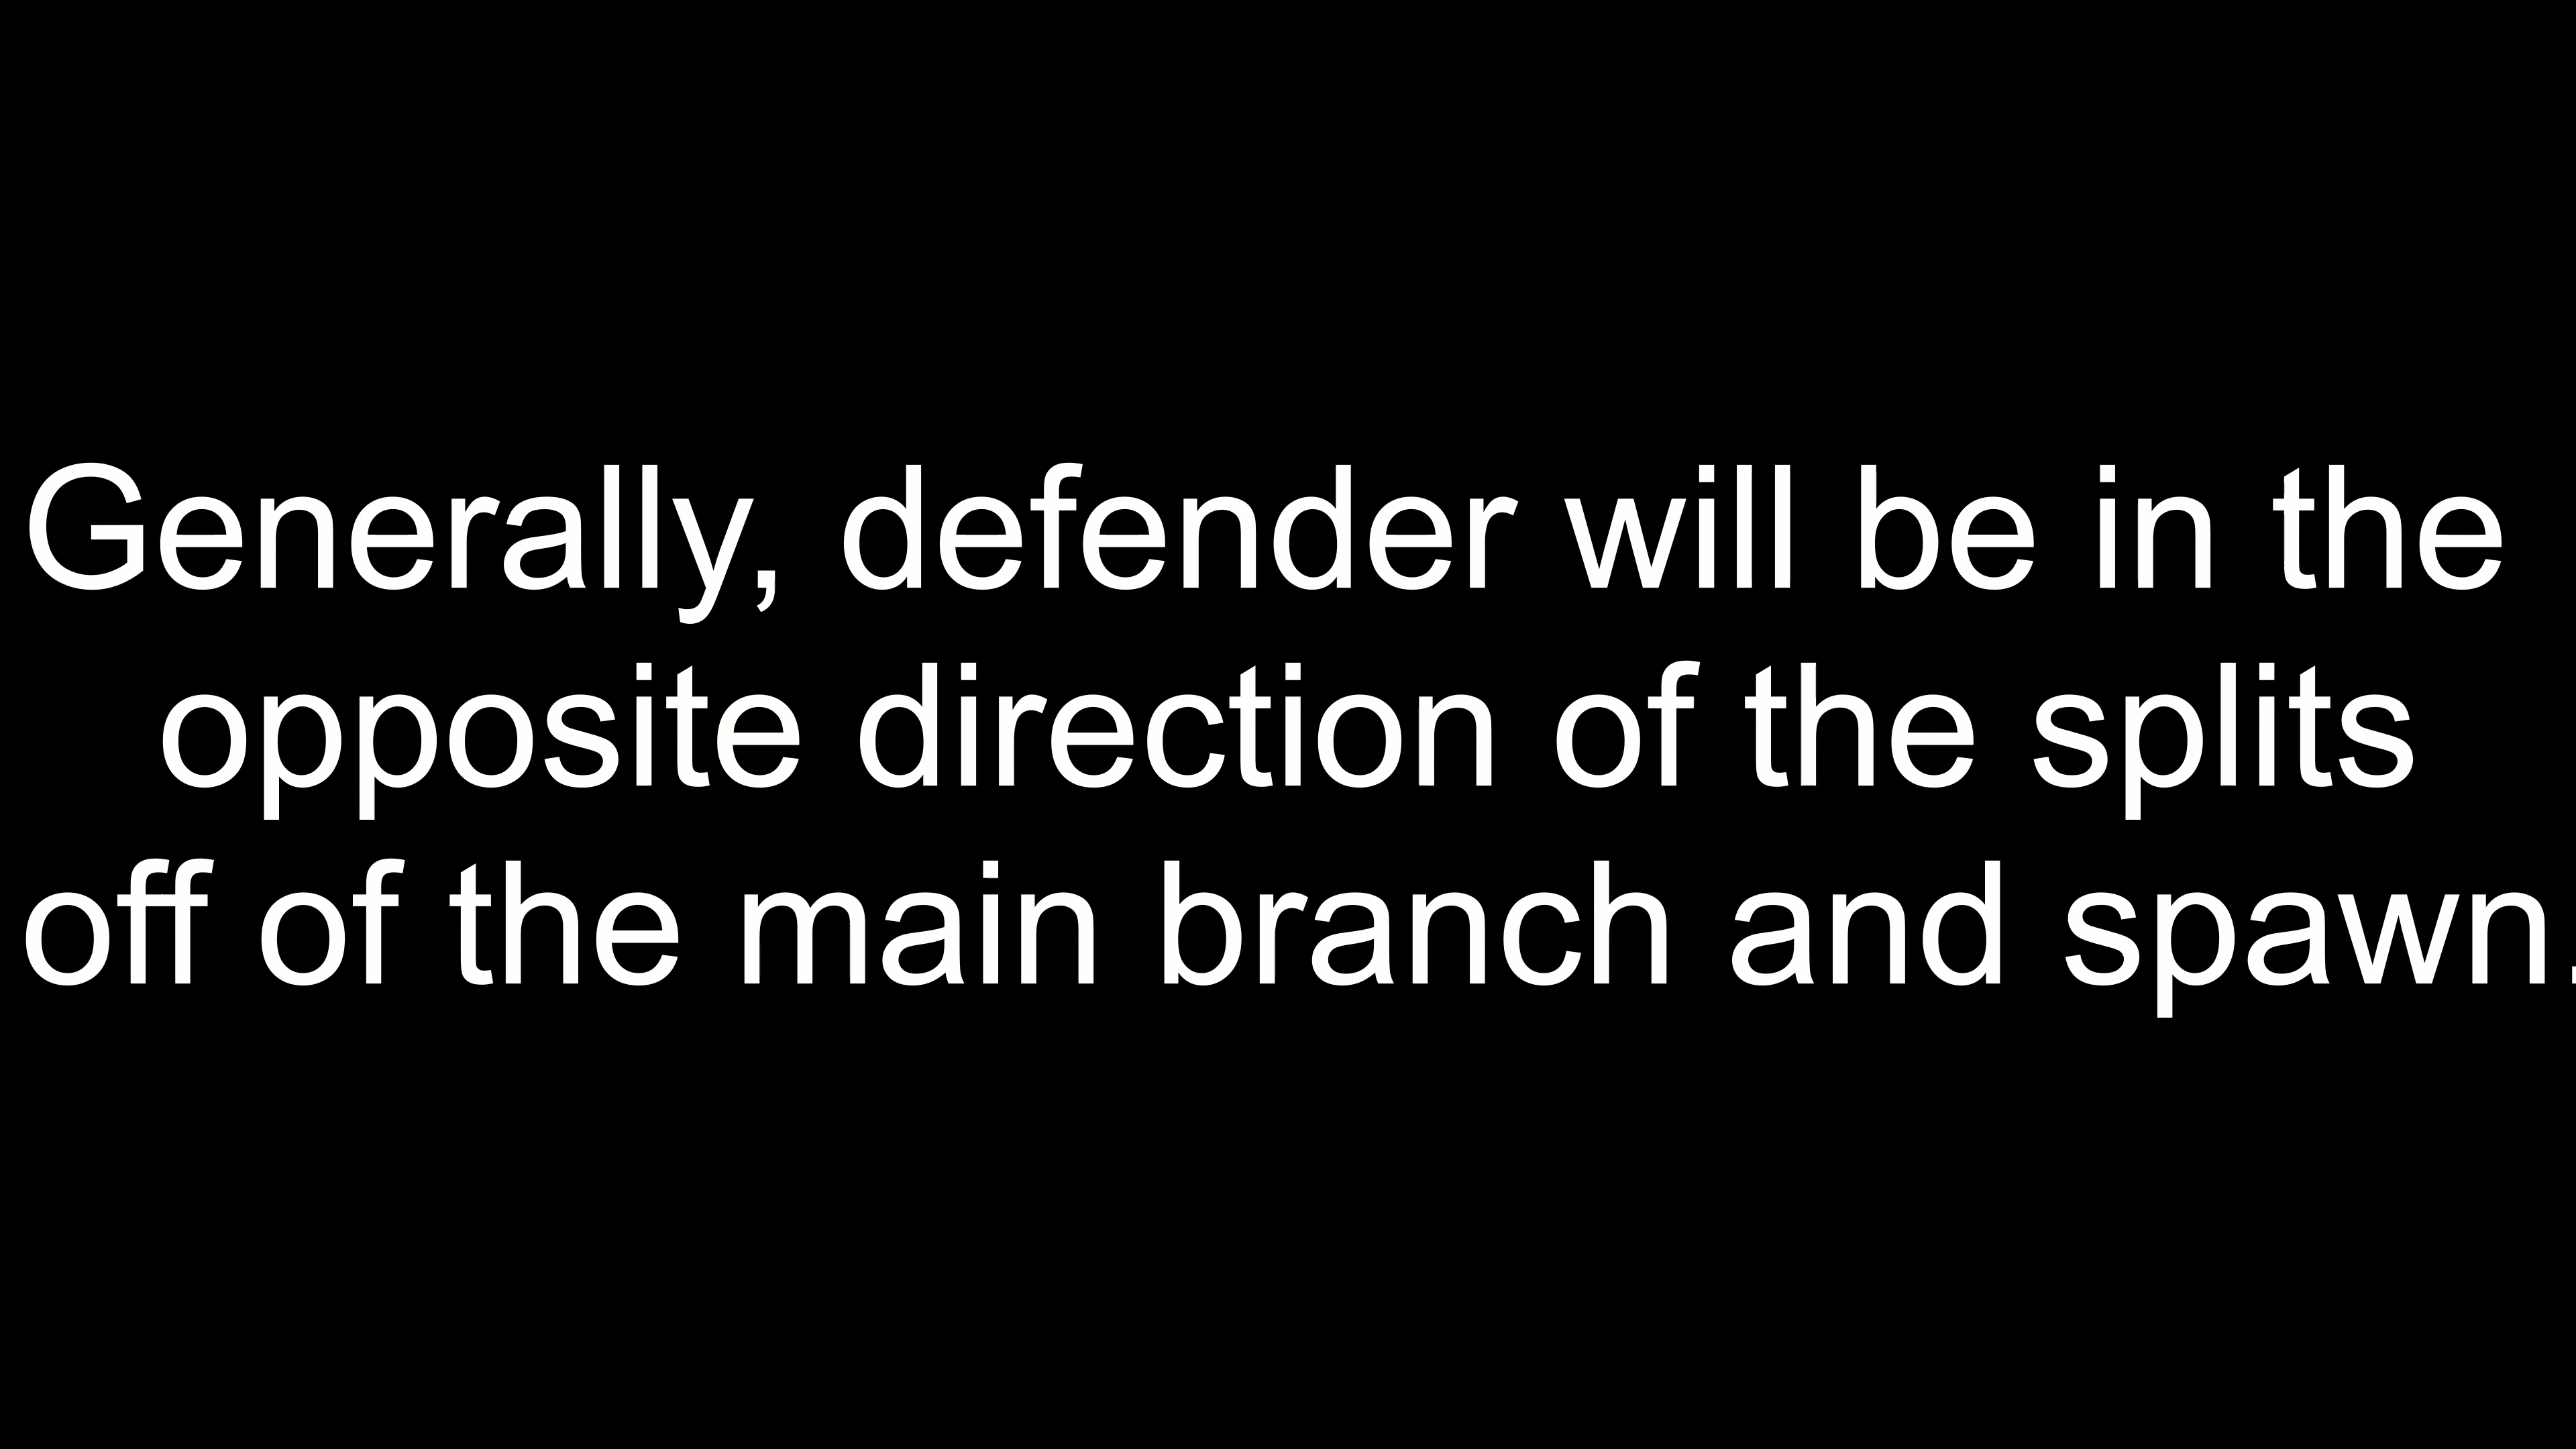 Generally, defender will be in the
opposite direction of the splits
off of the main branch and spawn.